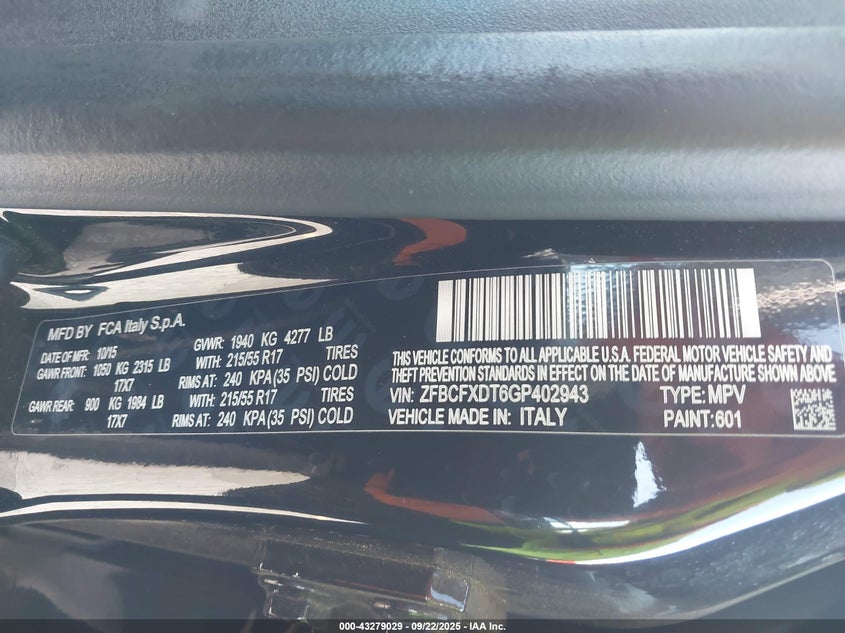 MFD BY FCA Italy S.p.A.
DATE OF MFR: 10/15 GVWR: 1940 KG 4277 LB
GAWR FRONT: 1050 KG 2315 LB WITH: 215/55 R17 TIRES
17X7 RIMS AT: 240 KPA(35 PSI) COLD
GAWR REAR: 900 KG 1984 LB WITH: 215/55 R17 TIRES
17X7 RIMS AT: 240 KPA(35 PSI) COLD
THIS VEHICLE CONFORMS TO ALL APPLICABLE U.S.A. FEDERAL MOTOR VEHICLE SAFETY AND
THEFT PREVENTION STANDARDS IN EFFECT ON THE DATE OF MANUFACTURE SHOWN ABOVE
VIN: ZFBCFXDT6GP402943 TYPE: MPV
VEHICLE MADE IN: ITALY PAINT:601
000-43279029 - 09/22/2025 - IAA Inc.